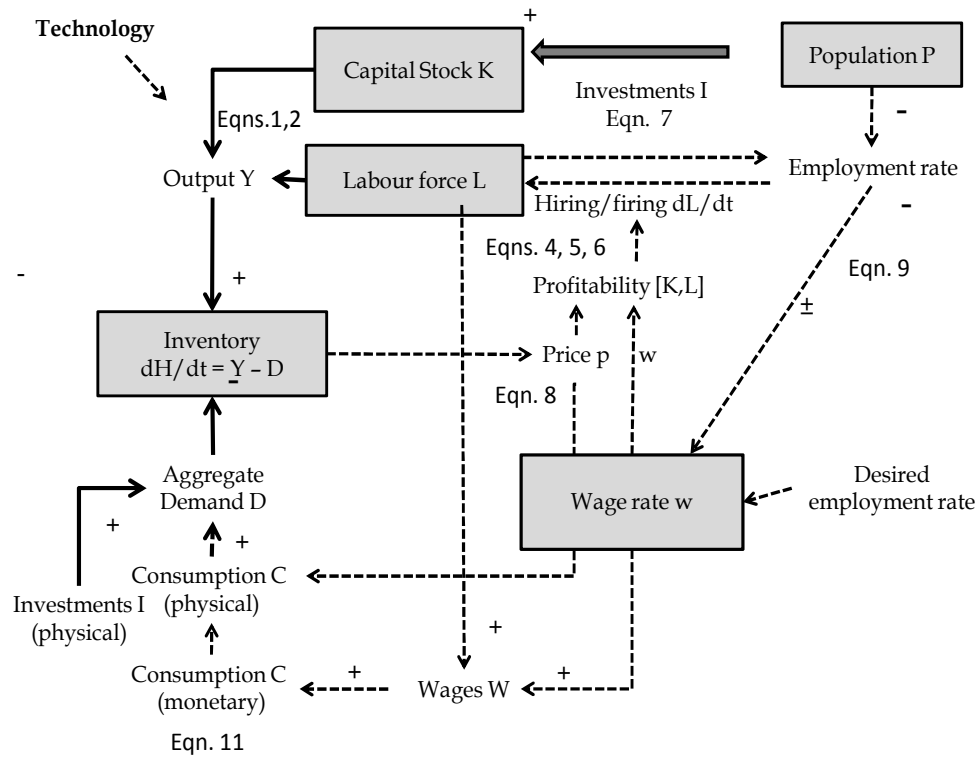 Technology
+
Capital Stock K
Population P
Investments I
Eqn. 7
-
Eqns.1,2
Output Y
Labour force L
Employment rate
Hiring/firing dL/dt
-
Eqns. 4, 5, 6
Eqn. 9
-
+
Profitability [K,L]
±
Inventory
dH/dt = Y – D
-
Price p
w
Eqn. 8
Aggregate
Demand D
Wage rate w
Desired
employment rate
+
+
Consumption C
(physical)
Investments I
(physical)
+
Consumption C
(monetary)
+
Wages W
+
Eqn. 11